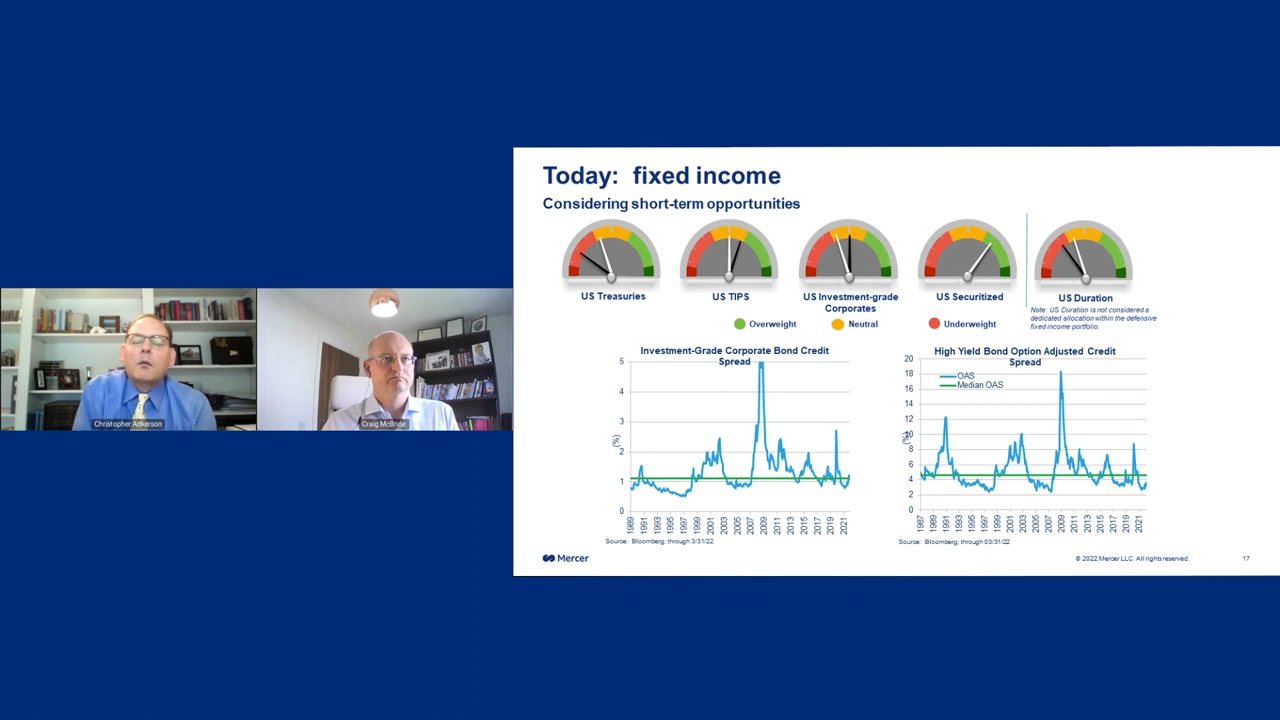 Today: fixed income
Considering short-term opportunities
US Treasuries
US TIPS
US Investment-grade
Corporates
US Securitized
US Duration
Note: US Duration is not considered a
dedicated allocation within the defensive
fixed income portfolio.
Overweight
Neutral
Underweight
Investment-Grade Corporate Bond Credit
Spread
5
4
3
2
1
0
(%)
1989 1991 1993 1995 1997 1999 2001 2003 2005 2007 2009 2011 2013 2015 2017 2019 2021
Source: Bloomberg; through 3/31/22
High Yield Bond Option Adjusted Credit
Spread
20
18
16
14
12
10
8
6
4
2
0
(%)
OAS
Median OAS
1987 1989 1991 1993 1995 1997 1999 2001 2003 2005 2007 2009 2011 2013 2015 2017 2019 2021
Source: Bloomberg; through 03/31/22
Mercer
© 2022 Mercer LLC. All rights reserved.
17
Christopher Ackerson
Craig McBride